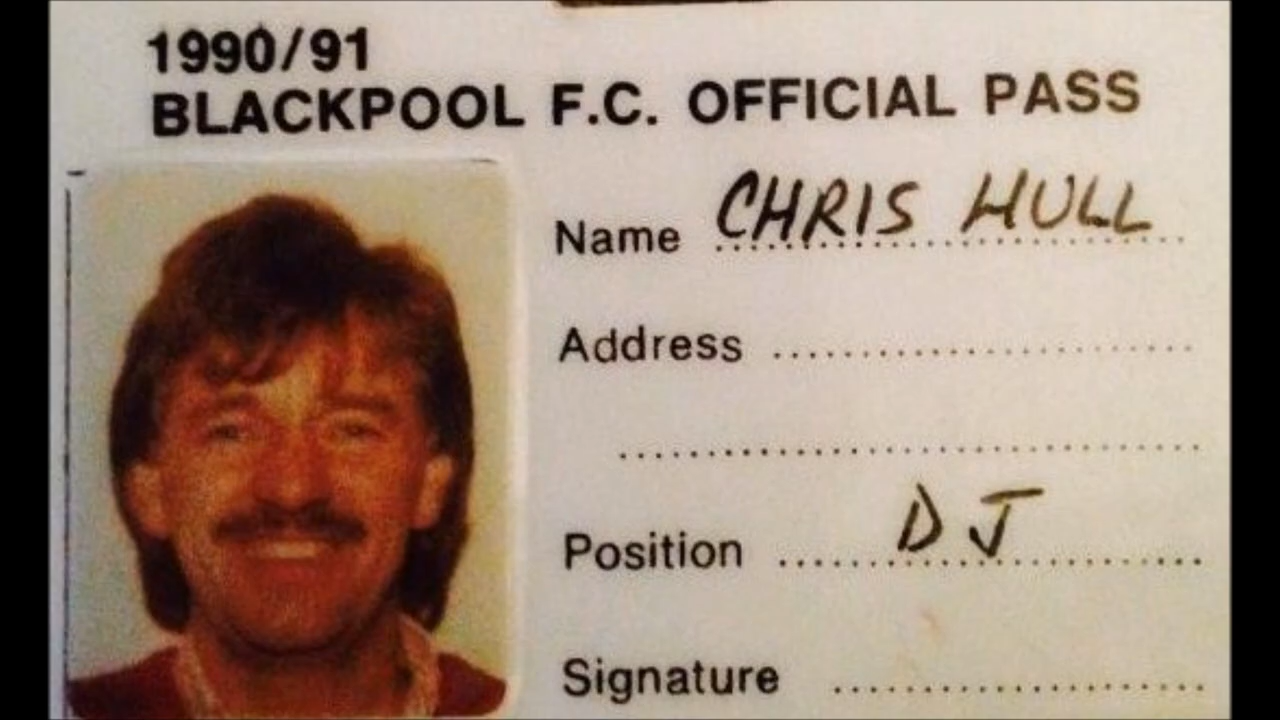 1990/91
BLACKPOOL F.C. OFFICIAL PASS
Name CHRIS HULL
Address
Position DJ
Signature